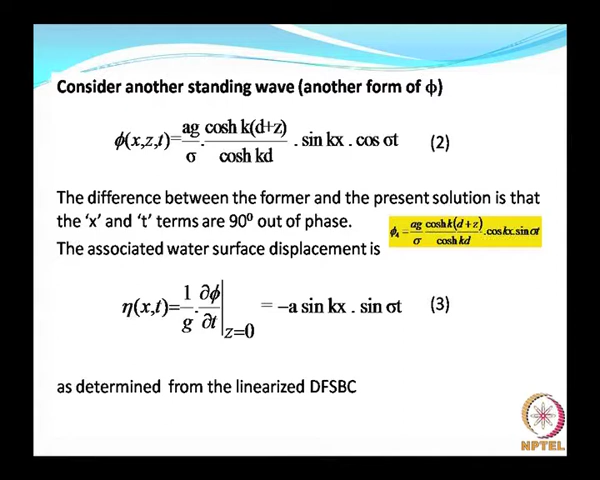 Consider another standing wave (another form of ϕ)
ϕ(x,z,t)= ag/σ . cosh k(d+z)/cosh kd . sin kx . cos σt (2)
The difference between the former and the present solution is that
the ‘x’ and ‘t’ terms are 90⁰ out of phase.
ϕ₄ = ag/σ cosh k(d+z)/cosh kd .cos kx.sin σt
The associated water surface displacement is
η(x,t)= 1/g . ∂ϕ/∂t |z=0 = −a sin kx . sin σt (3)
as determined from the linearized DFSBC
NPTEL